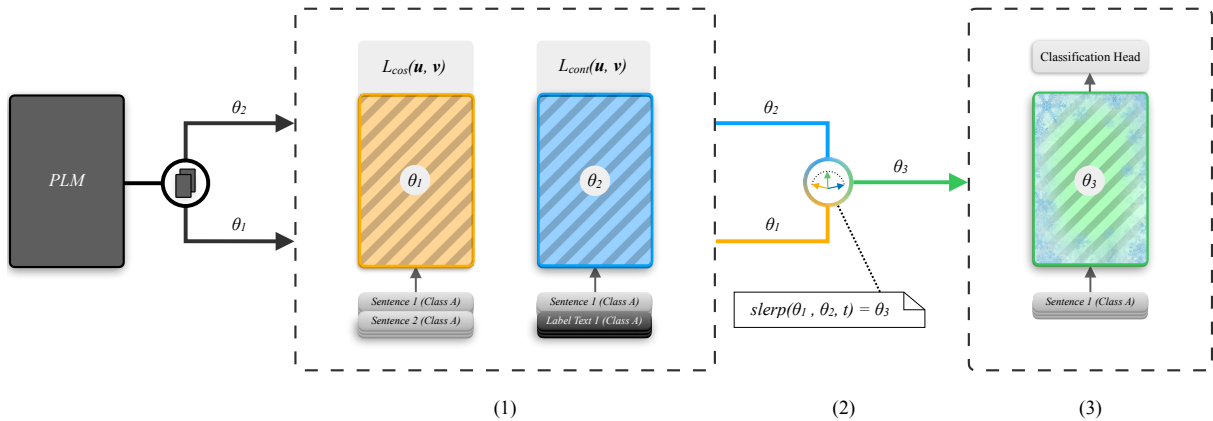 PLM
θ2
θ1
Lcos(u, v)
θ1
Sentence 1 (Class A)
Sentence 2 (Class A)
Lcont(u, v)
θ2
Sentence 1 (Class A)
Label Text 1 (Class A)
(1)
θ2
θ1
θ3
slerp(θ1 , θ2, t) = θ3
(2)
Classification Head
θ3
Sentence 1 (Class A)
(3)